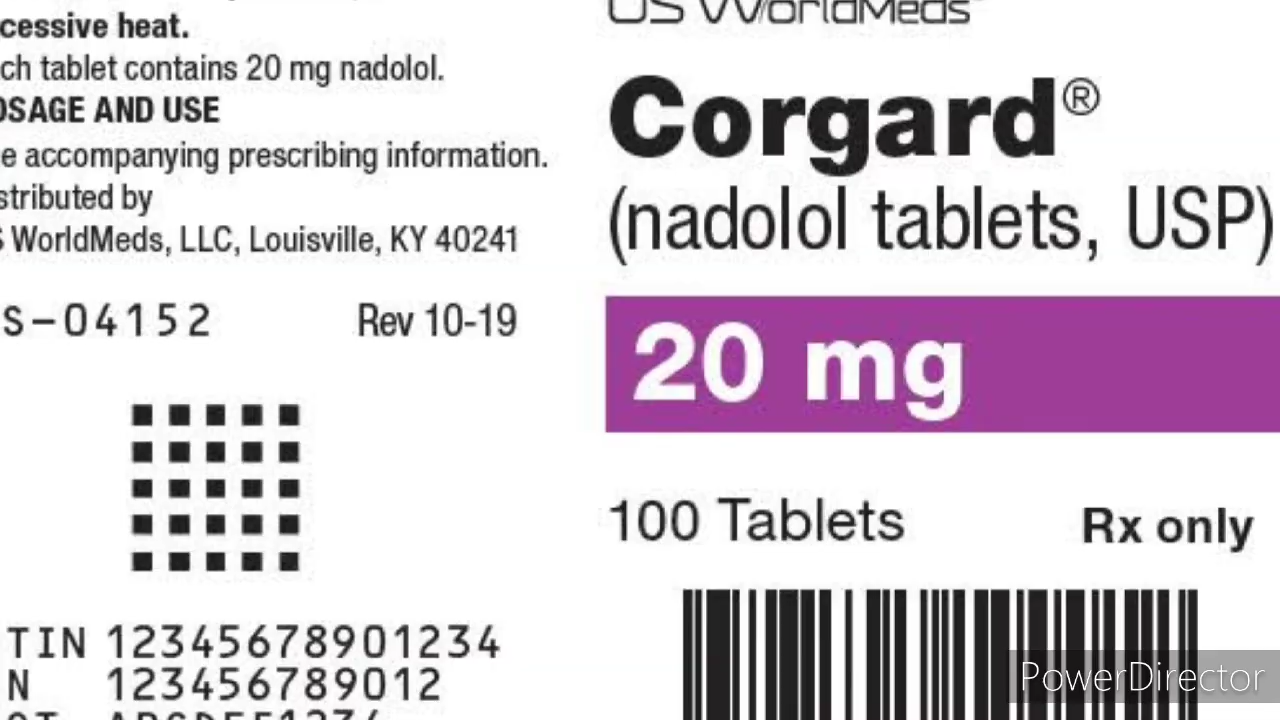 cessive heat.
ch tablet contains 20 mg nadolol.
OSAGE AND USE
e accompanying prescribing information.
stributed by
S WorldMeds, LLC, Louisville, KY 40241
S-04152 Rev 10-19
TIN 12345678901234
N 123456789012
US WorldMeds
Corgard®
(nadolol tablets, USP)
20 mg
100 Tablets Rx only
PowerDirector